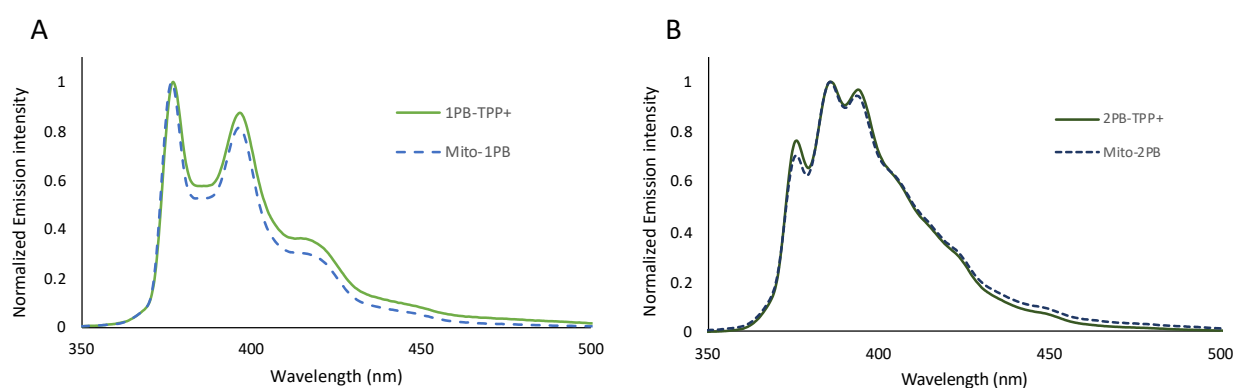 A
Normalized Emission intensity
1
0.8
0.6
0.4
0.2
0
350
400
450
500
Wavelength (nm)
1PB-TPP+
Mito-1PB
B
Normalized Emission intensity
1
0.8
0.6
0.4
0.2
0
350
400
450
500
Wavelength (nm)
2PB-TPP+
Mito-2PB